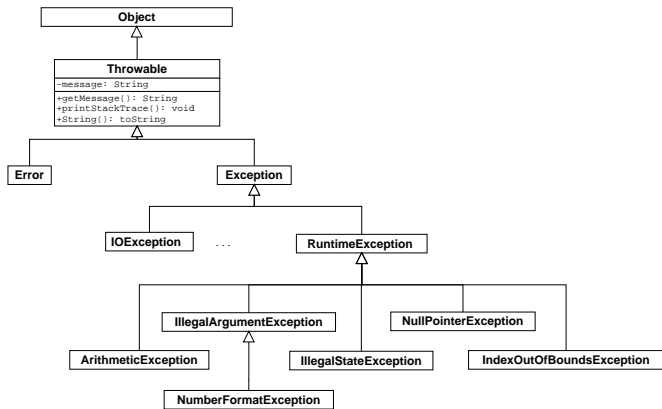 Object
Throwable
-message: String
+getMessage(): String
+printStackTrace(): void
+String(): toString
Error
Exception
IOException
...
RuntimeException
IllegalArgumentException
NullPointerException
ArithmeticException
IllegalStateException
IndexOutOfBoundsException
NumberFormatException